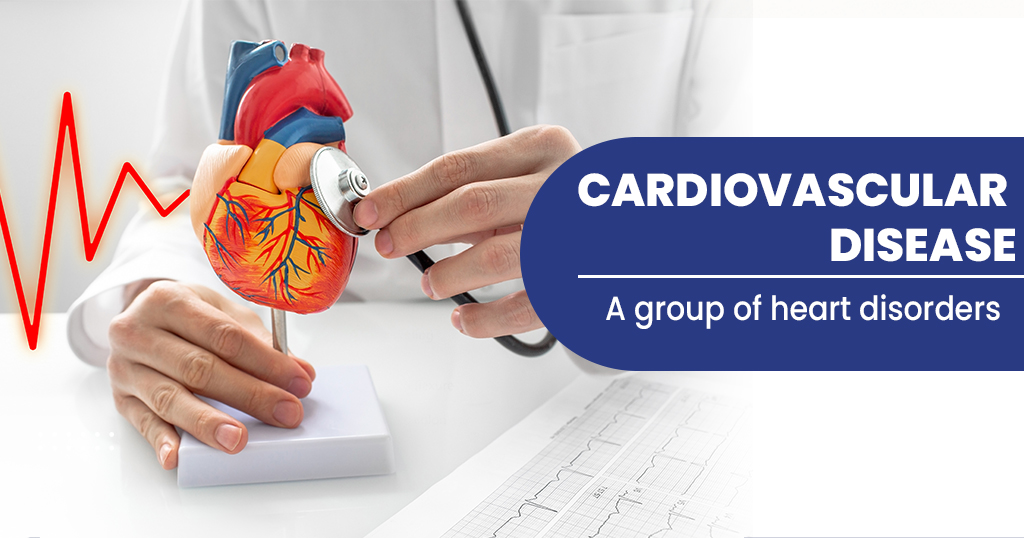 CARDIOVASCULAR
DISEASE
A group of heart disorders